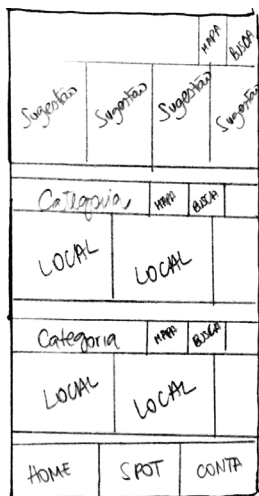 MAPA BUSCA
Sugestão Sugestão Sugestão Sugestão
Categoria MAPA BUSCA
LOCAL LOCAL
Categoria MAPA BUSCA
LOCAL LOCAL
HOME SPOT CONTA